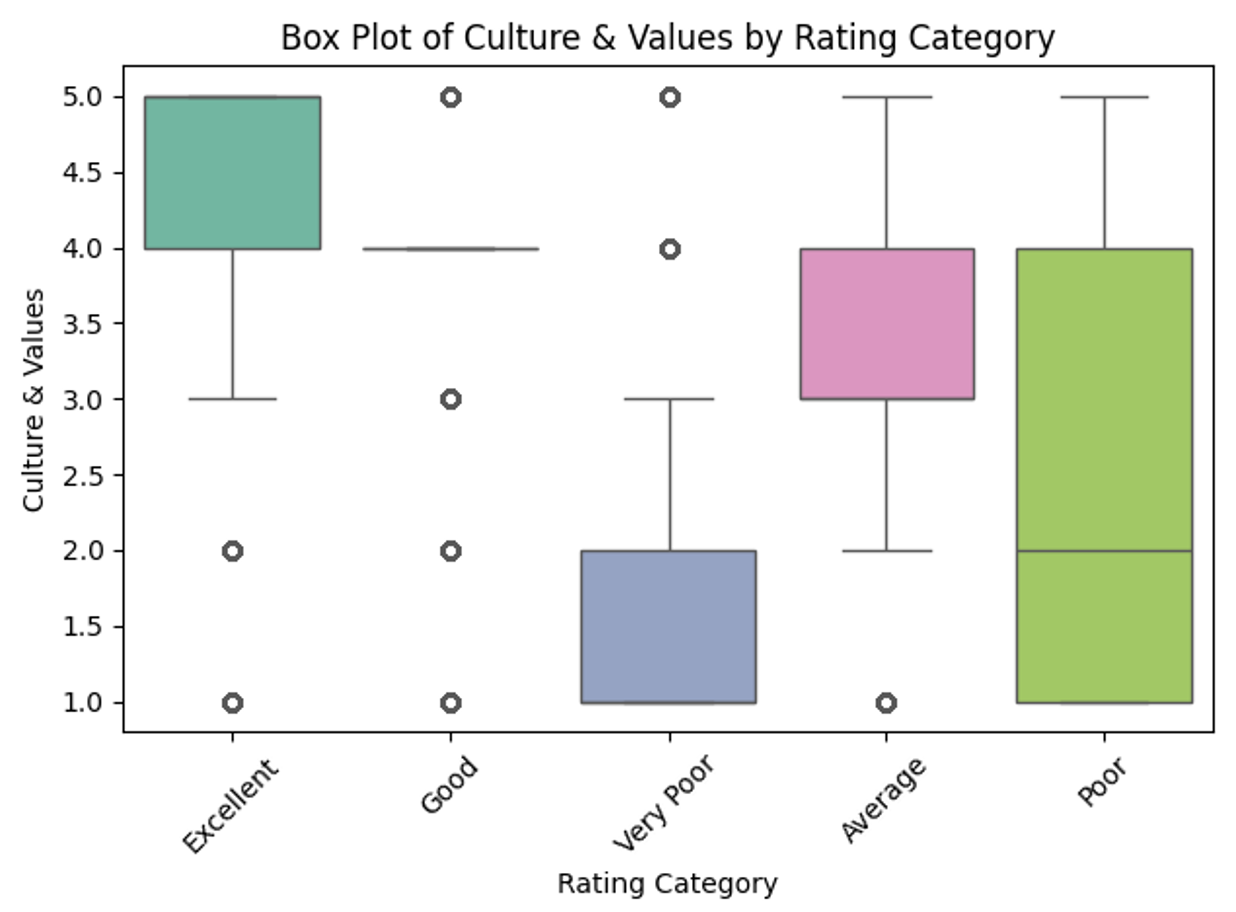 Box Plot of Culture & Values by Rating Category
Culture & Values
5.0
4.5
4.0
3.5
3.0
2.5
2.0
1.5
1.0
Excellent
Good
Very Poor
Average
Poor
Rating Category